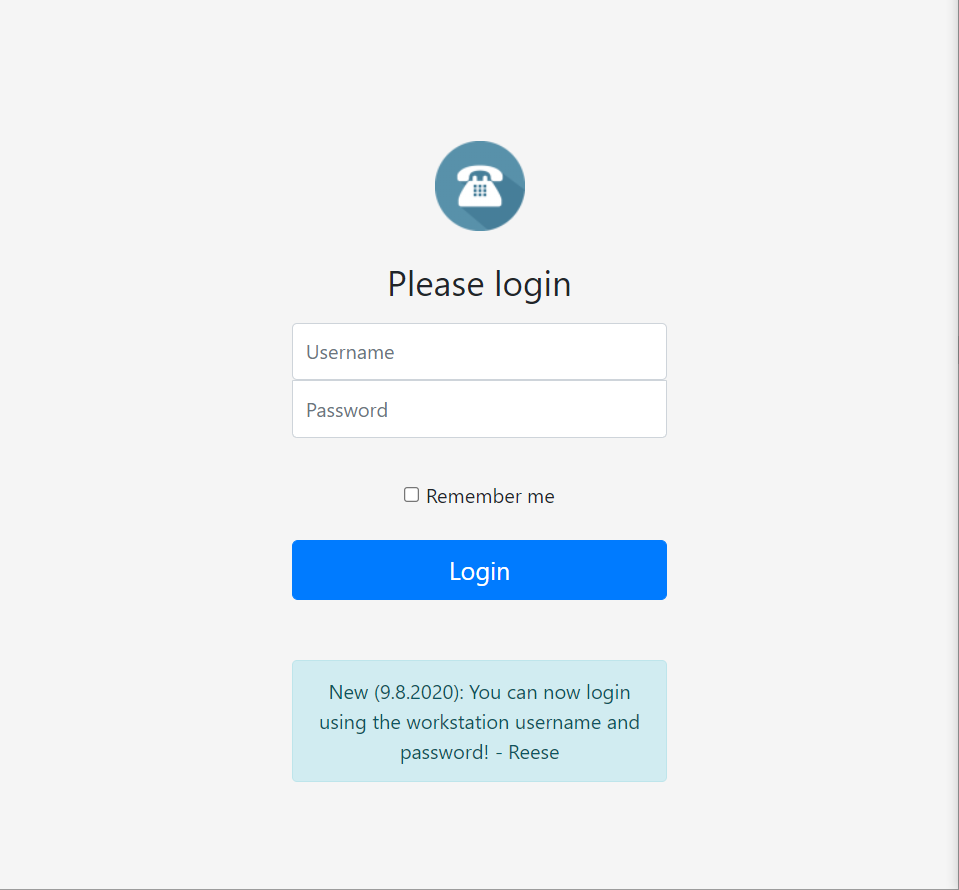 Please login
Username
Password
Remember me
Login
New (9.8.2020): You can now login
using the workstation username and
password! - Reese